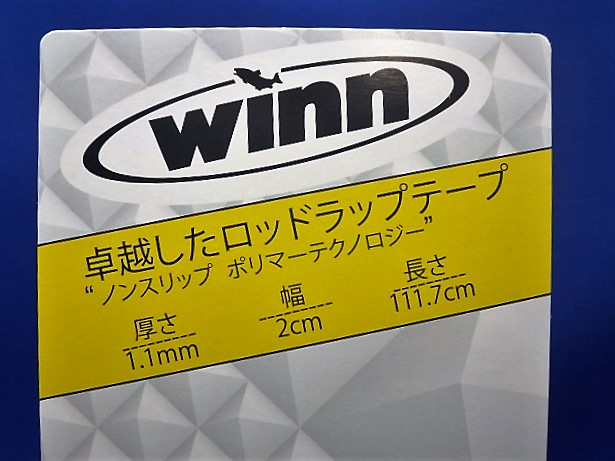 winn
卓越したロッドラップテープ
“ノンスリップ ポリマーテクノロジー”
厚さ 幅 長さ
1.1mm 2cm 111.7cm